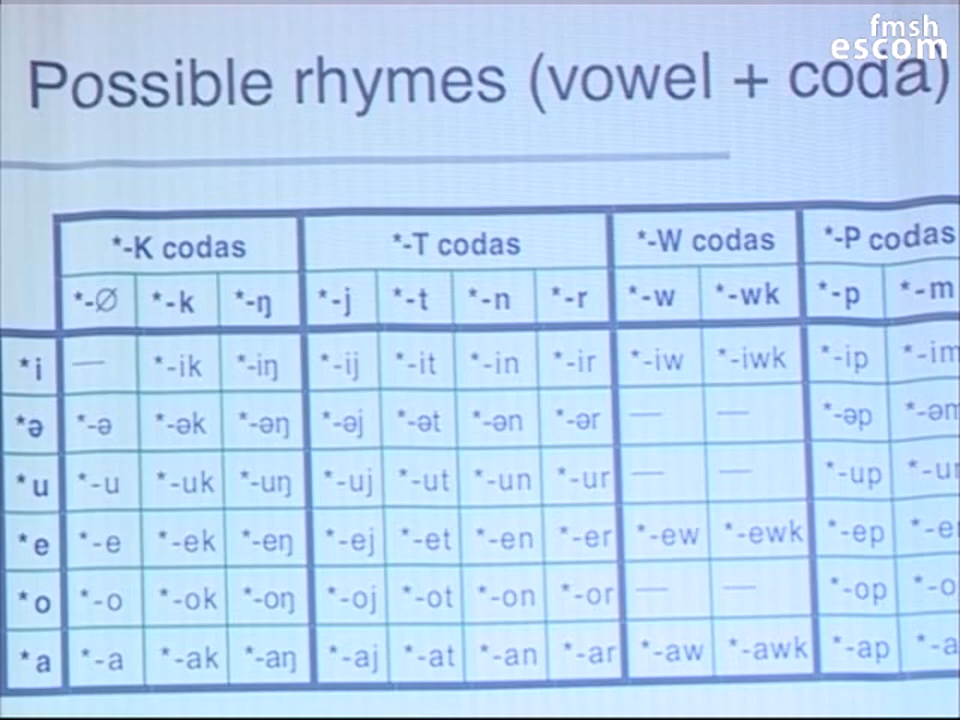 fmsh
escom
Possible rhymes (vowel + coda)
*-K codas *-T codas *-W codas *-P codas
*-Ø *-k *-ŋ *-j *-t *-n *-r *-w *-wk *-p *-m
*i — *-ik *-iŋ *-ij *-it *-in *-ir *-iw *-iwk *-ip *-im
*ə *-ə *-ək *-əŋ *-əj *-ət *-ən *-ər — — *-əp *-əm
*u *-u *-uk *-uŋ *-uj *-ut *-un *-ur — — *-up *-u
*e *-e *-ek *-eŋ *-ej *-et *-en *-er *-ew *-ewk *-ep *-e
*o *-o *-ok *-oŋ *-oj *-ot *-on *-or — — *-op *-o
*a *-a *-ak *-aŋ *-aj *-at *-an *-ar *-aw *-awk *-ap *-a